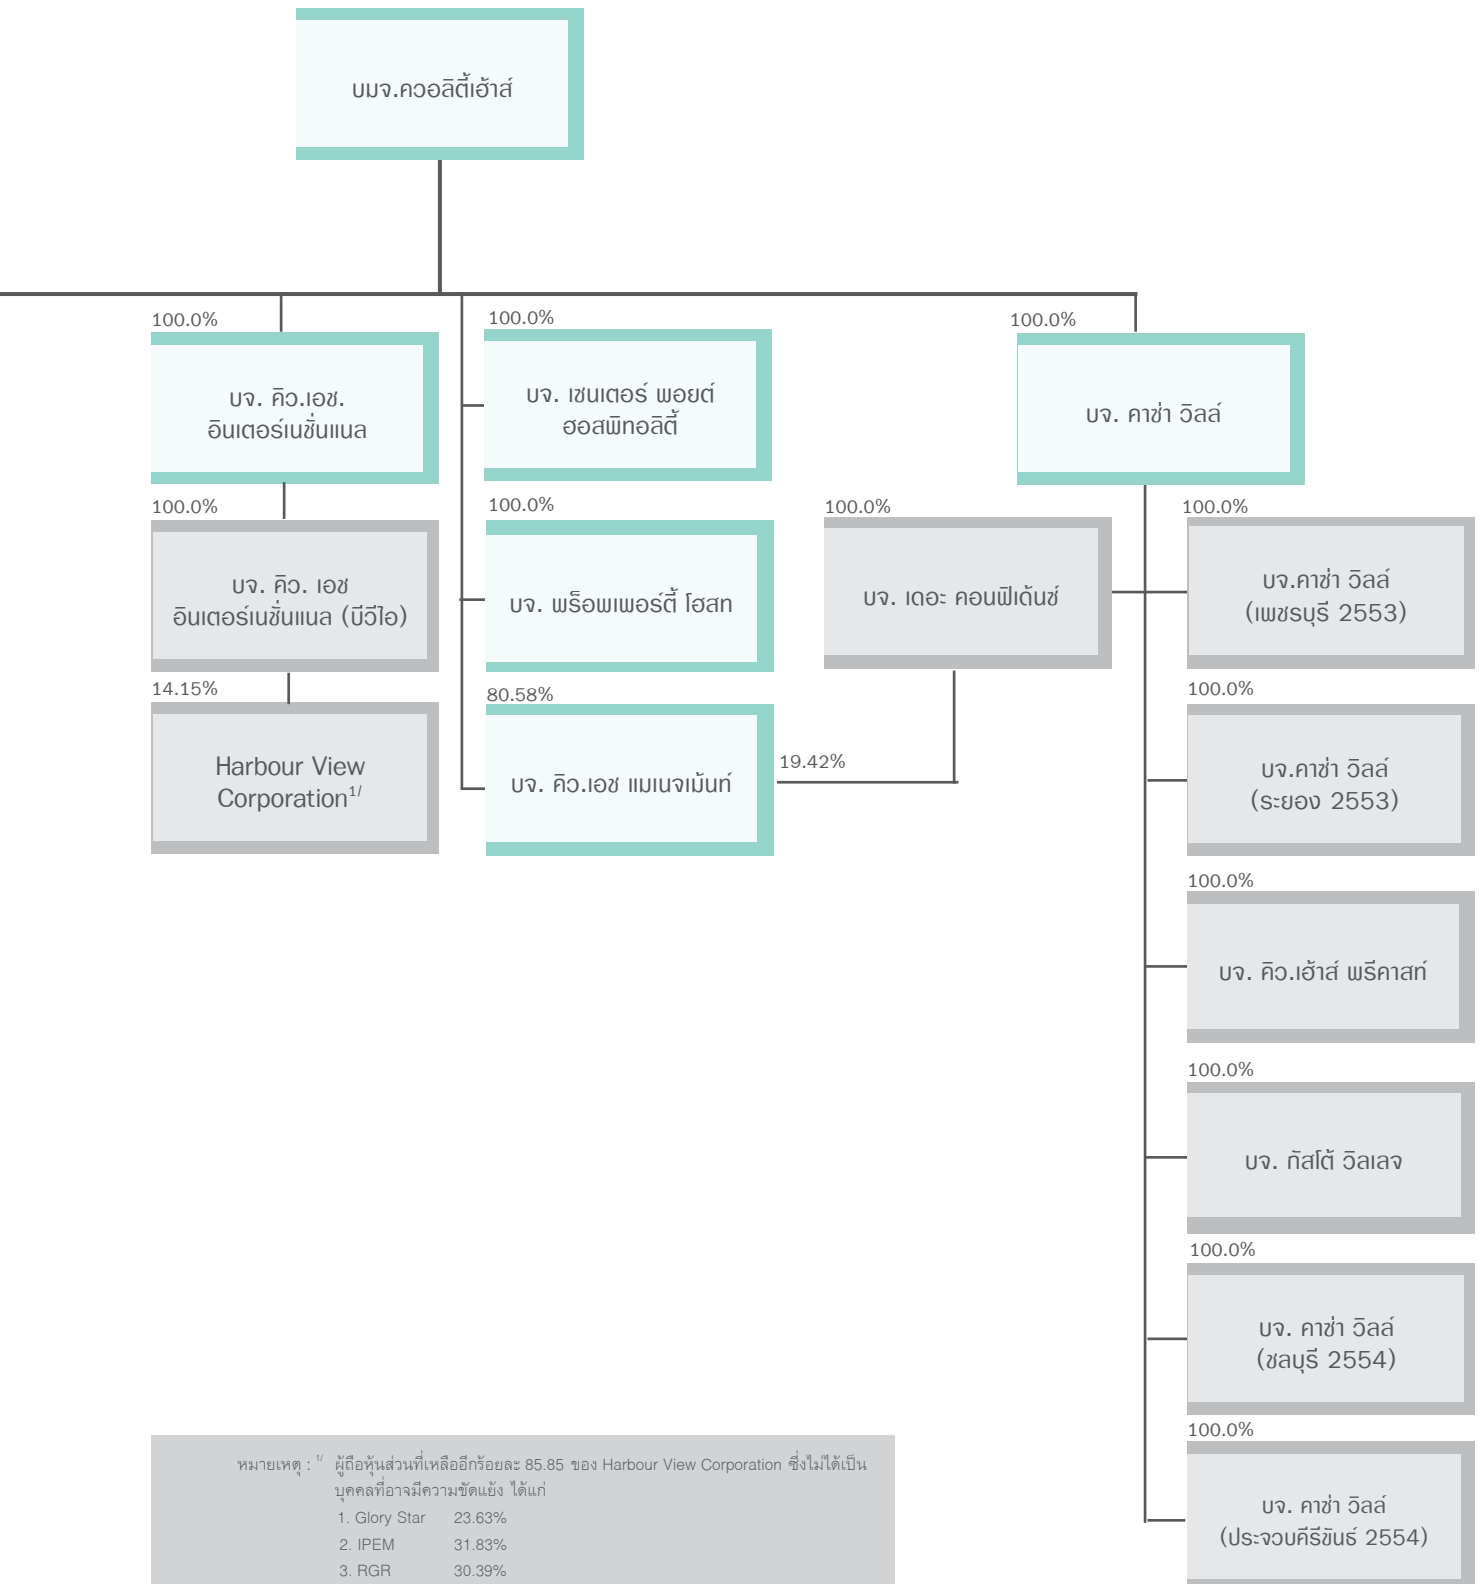 บมจ.ควอลิตี้เฮ้าส์
100.0%
บจ. คิว.เอช.
อินเตอร์เนชั่นแนล
100.0%
บจ. คิว. เอช
อินเตอร์เนชั่นแนล (บีวีไอ)
14.15%
Harbour View
Corporation1/
100.0%
บจ. เซนเตอร์ พอยต์
ฮอสพิทอลิตี้
100.0%
บจ. พร็อพเพอร์ตี้ โฮสท
80.58%
บจ. คิว.เอช แมเนจเม้นท์
19.42%
100.0%
บจ. คาซ่า วิลล์
100.0%
บจ. เดอะ คอนฟิเด้นซ์
100.0%
บจ.คาซ่า วิลล์
(เพชรบุรี 2553)
100.0%
บจ.คาซ่า วิลล์
(ระยอง 2553)
100.0%
บจ. คิว.เฮ้าส์ พรีคาสท์
100.0%
บจ. กัสโต้ วิลเลจ
100.0%
บจ. คาซ่า วิลล์
(ชลบุรี 2554)
100.0%
บจ. คาซ่า วิลล์
(ประจวบคีรีขันธ์ 2554)
หมายเหตุ : 1/ ผู้ถือหุ้นส่วนที่เหลืออีกร้อยละ 85.85 ของ Harbour View Corporation ซึ่งไม่ได้เป็น
บุคคลที่อาจมีความขัดแย้ง ได้แก่
1. Glory Star 23.63%
2. IPEM 31.83%
3. RGR 30.39%